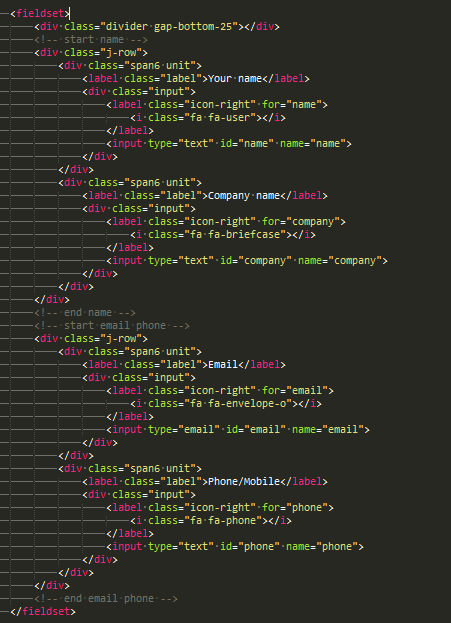 <fieldset>
<div class="divider gap-bottom-25"></div>
<!-- start name -->
<div class="j-row">
<div class="span6 unit">
<label class="label">Your name</label>
<div class="input">
<label class="icon-right" for="name">
<i class="fa fa-user"></i>
</label>
<input type="text" id="name" name="name">
</div>
</div>
<div class="span6 unit">
<label class="label">Company name</label>
<div class="input">
<label class="icon-right" for="company">
<i class="fa fa-briefcase"></i>
</label>
<input type="text" id="company" name="company">
</div>
</div>
</div>
<!-- end name -->
<!-- start email phone -->
<div class="j-row">
<div class="span6 unit">
<label class="label">Email</label>
<div class="input">
<label class="icon-right" for="email">
<i class="fa fa-envelope-o"></i>
</label>
<input type="email" id="email" name="email">
</div>
</div>
<div class="span6 unit">
<label class="label">Phone/Mobile</label>
<div class="input">
<label class="icon-right" for="phone">
<i class="fa fa-phone"></i>
</label>
<input type="text" id="phone" name="phone">
</div>
</div>
</div>
<!-- end email phone -->
</fieldset>